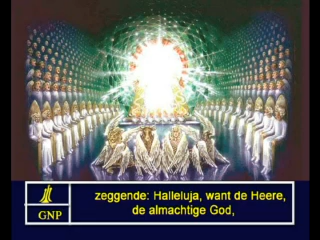 zeggende: Halleluja, want de Heere,
de almachtige God,
GNP